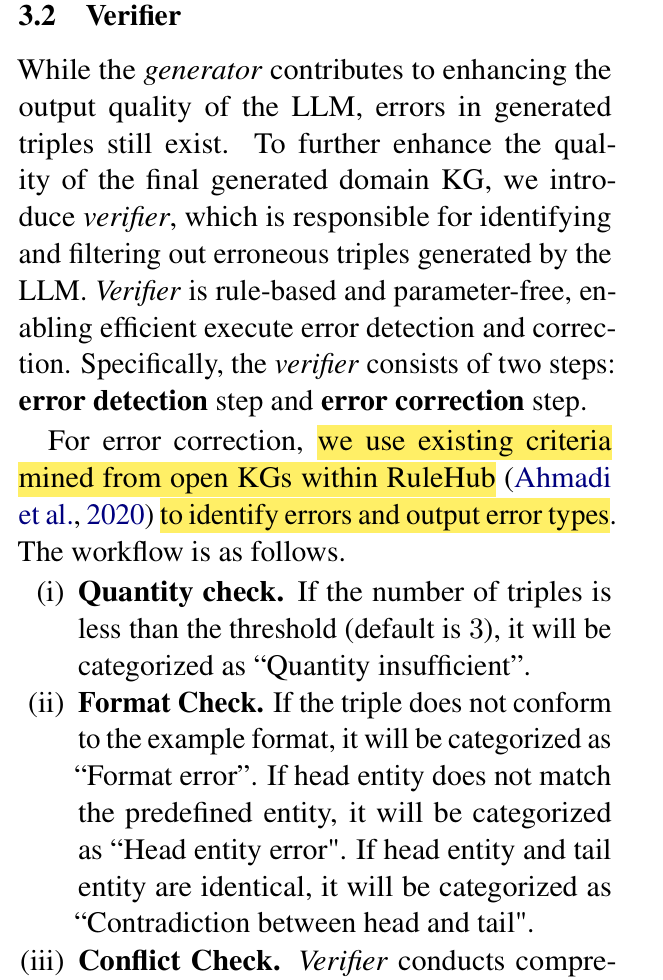 3.2 Verifier
While the generator contributes to enhancing the
output quality of the LLM, errors in generated
triples still exist. To further enhance the qual-
ity of the final generated domain KG, we intro-
duce verifier, which is responsible for identifying
and filtering out erroneous triples generated by the
LLM. Verifier is rule-based and parameter-free, en-
abling efficient execute error detection and correc-
tion. Specifically, the verifier consists of two steps:
error detection step and error correction step.
For error correction, we use existing criteria
mined from open KGs within RuleHub (Ahmadi
et al., 2020) to identify errors and output error types.
The workflow is as follows.
(i) Quantity check. If the number of triples is
less than the threshold (default is 3), it will be
categorized as “Quantity insufficient”.
(ii) Format Check. If the triple does not conform
to the example format, it will be categorized as
“Format error”. If head entity does not match
the predefined entity, it will be categorized
as “Head entity error". If head entity and tail
entity are identical, it will be categorized as
“Contradiction between head and tail".
(iii) Conflict Check. Verifier conducts compre-